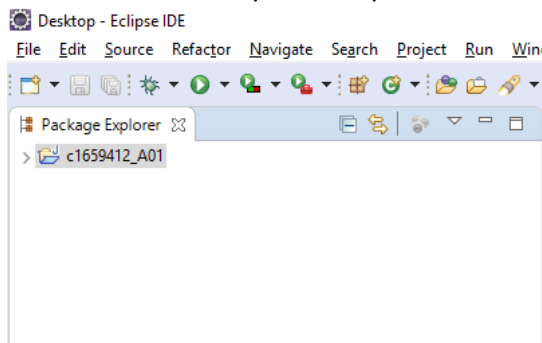 Desktop - Eclipse IDE
File Edit Source Refactor Navigate Search Project Run
Package Explorer
c1659412_A01